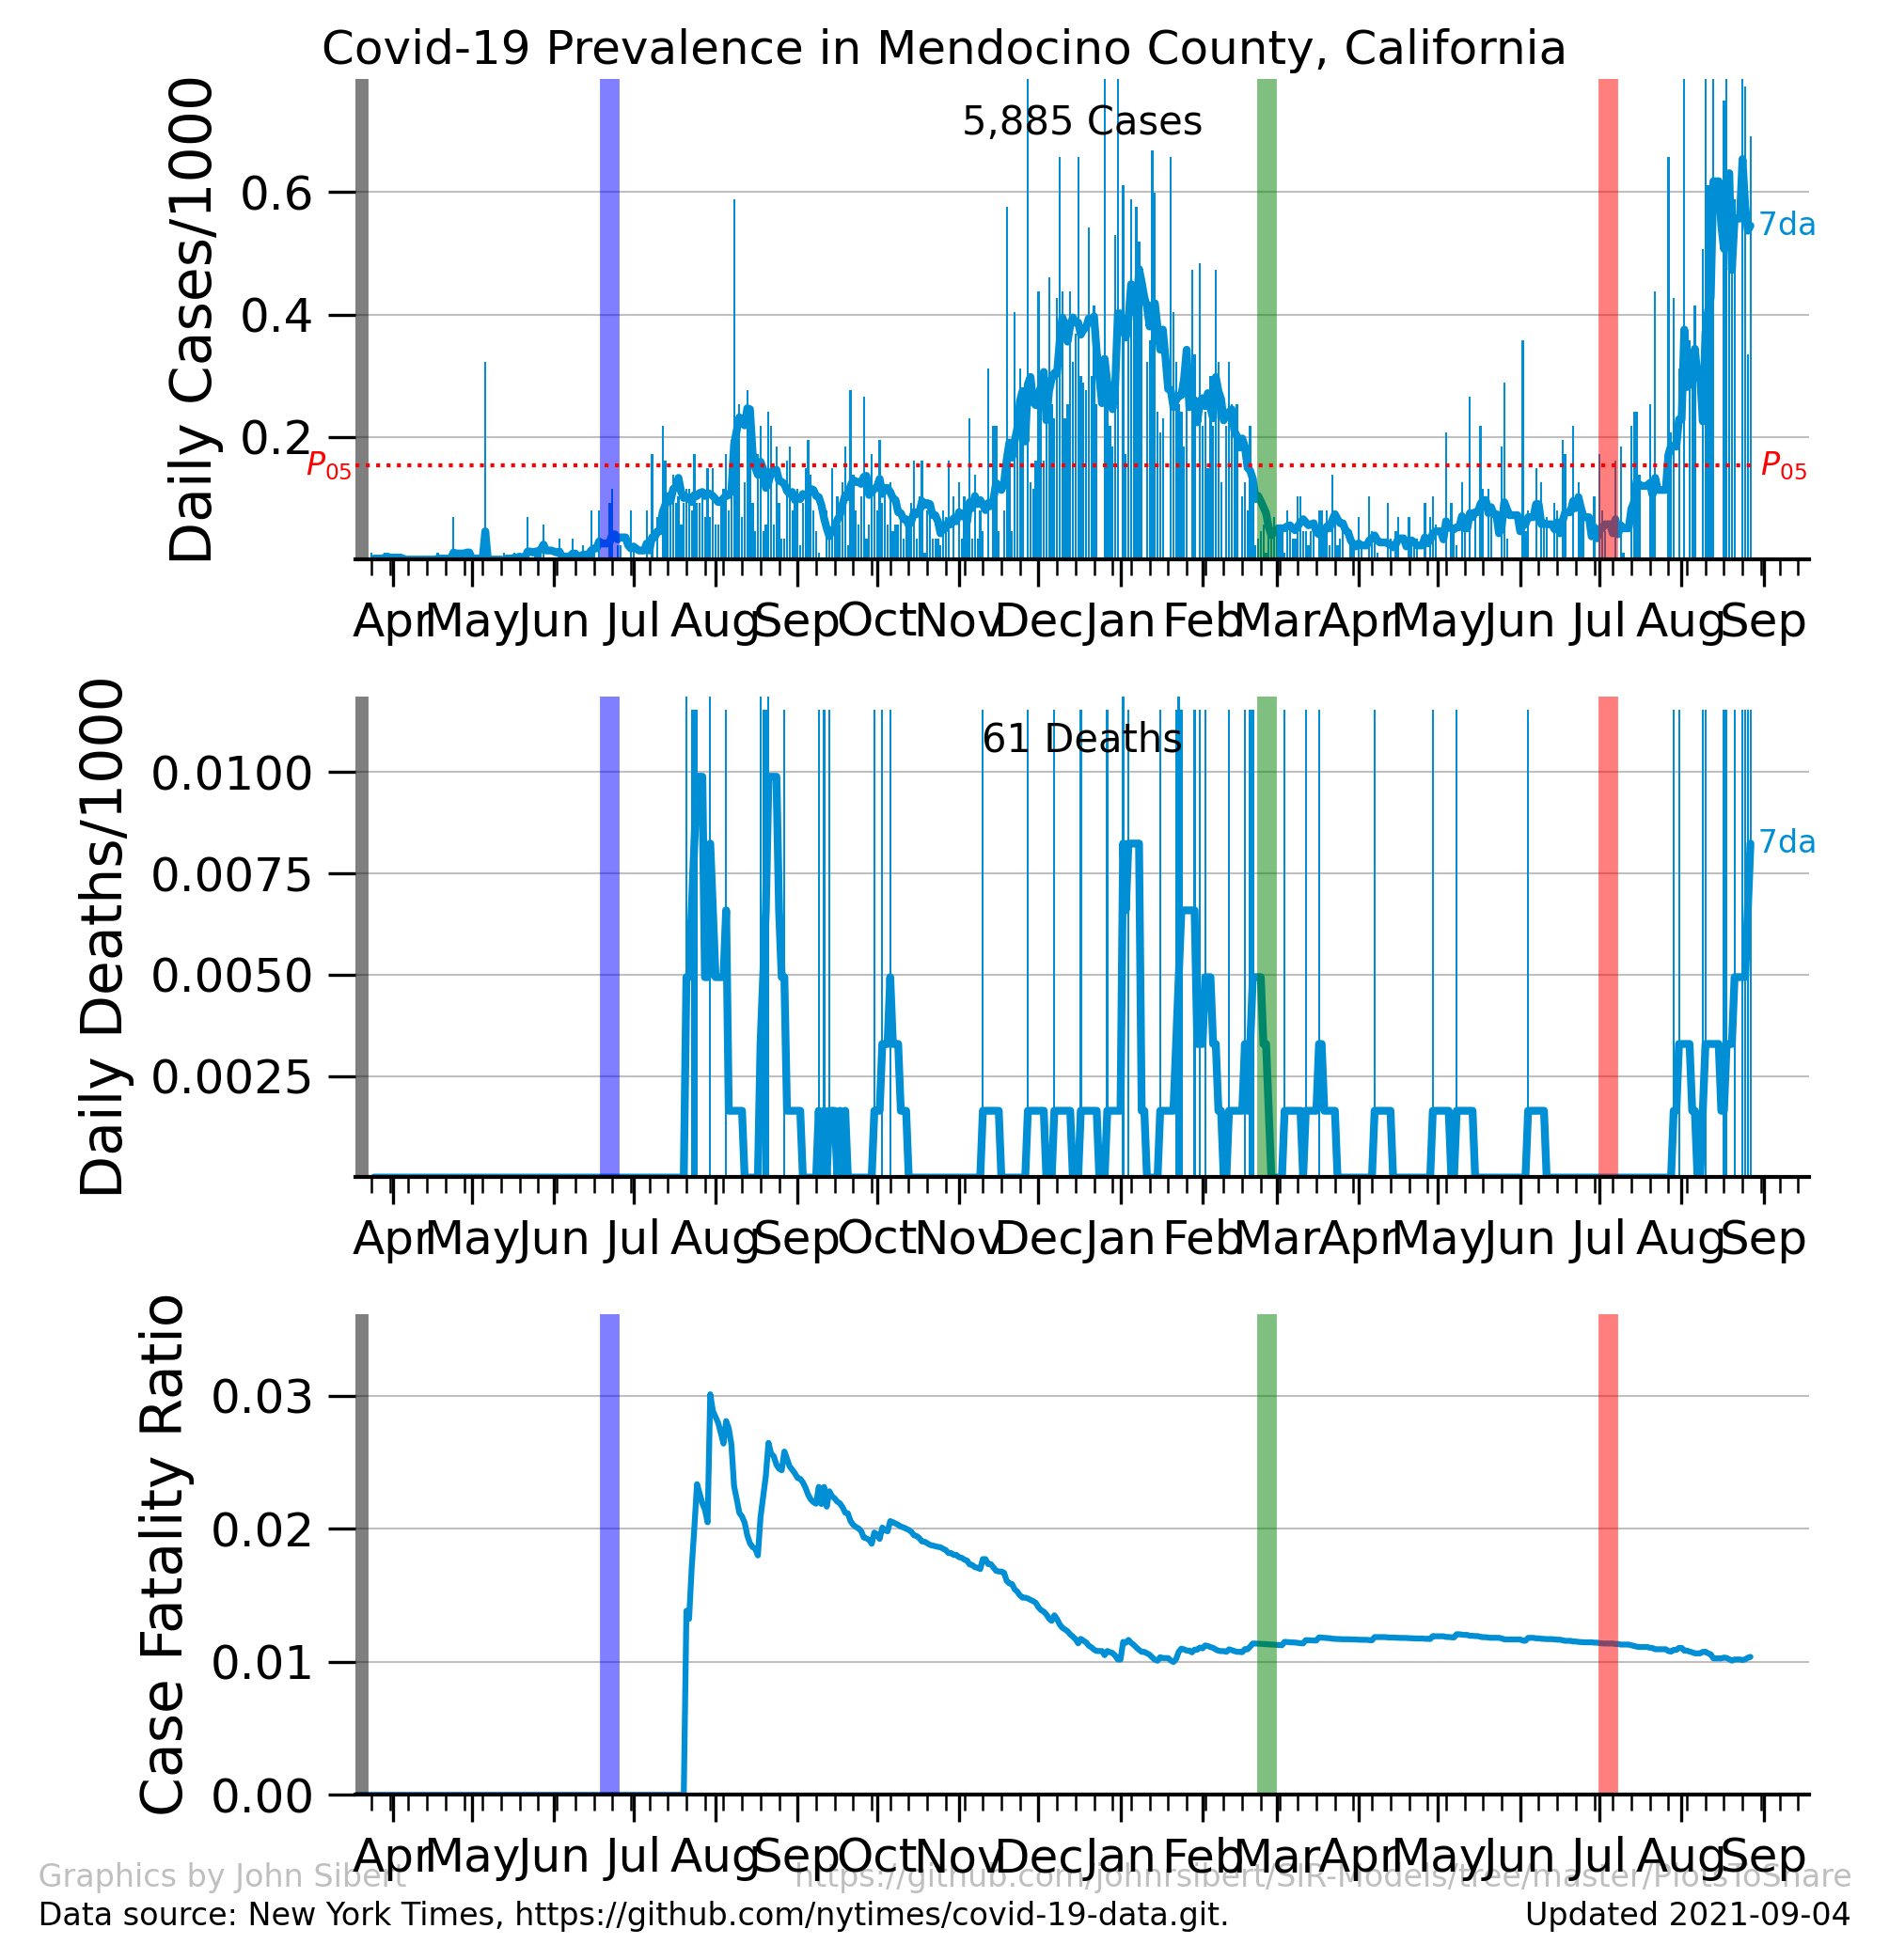 Covid-19 Prevalence in Mendocino County, California
Daily Cases/1000
5,885 Cases
0.6
0.4
0.2
P05
P05
7da
Apr May Jun Jul Aug Sep Oct Nov Dec Jan Feb Mar Apr May Jun Jul Aug Sep
Daily Deaths/1000
61 Deaths
0.0100
0.0075
0.0050
0.0025
7da
Apr May Jun Jul Aug Sep Oct Nov Dec Jan Feb Mar Apr May Jun Jul Aug Sep
Case Fatality Ratio
0.03
0.02
0.01
0.00
Apr May Jun Jul Aug Sep Oct Nov Dec Jan Feb Mar Apr May Jun Jul Aug Sep
Graphics by John Sibert https://github.com/johnrsibert/SIR-Models/tree/master/PlotsToShare
Data source: New York Times, https://github.com/nytimes/covid-19-data.git. Updated 2021-09-04